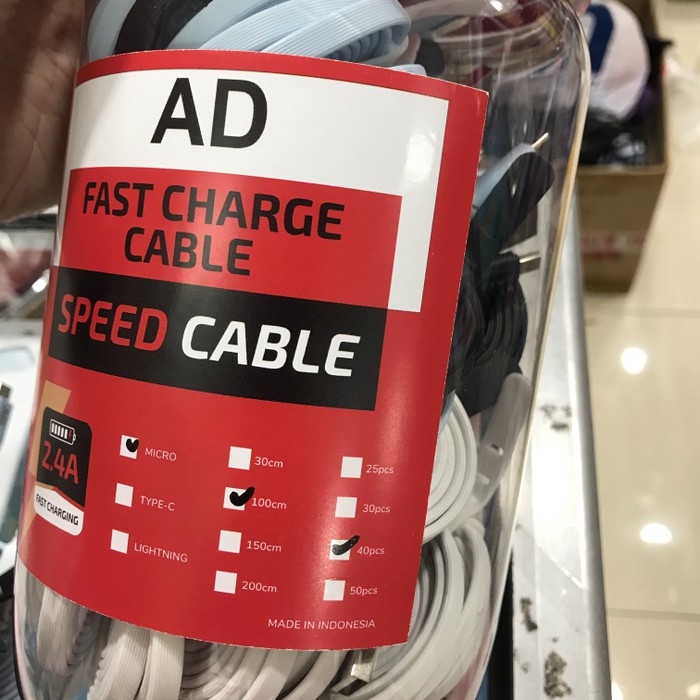 AD
FAST CHARGE
CABLE
SPEED CABLE
2.4A
FAST CHARGING
MICRO
TYPE-C
LIGHTNING
30cm
100cm
150cm
200cm
25pcs
30pcs
40pcs
50pcs
MADE IN INDONESIA